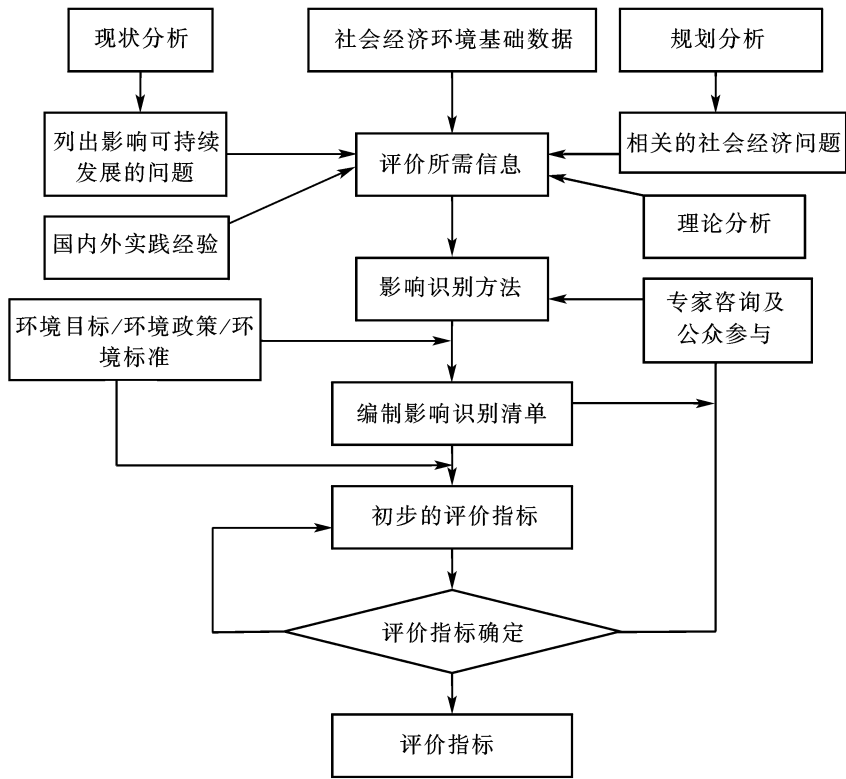 现状分析
社会经济环境基础数据
规划分析
列出影响可持续
发展的问题
评价所需信息
相关的社会经济问题
国内外实践经验
理论分析
影响识别方法
专家咨询及
公众参与
环境目标/环境政策/环
境标准
编制影响识别清单
初步的评价指标
评价指标确定
评价指标